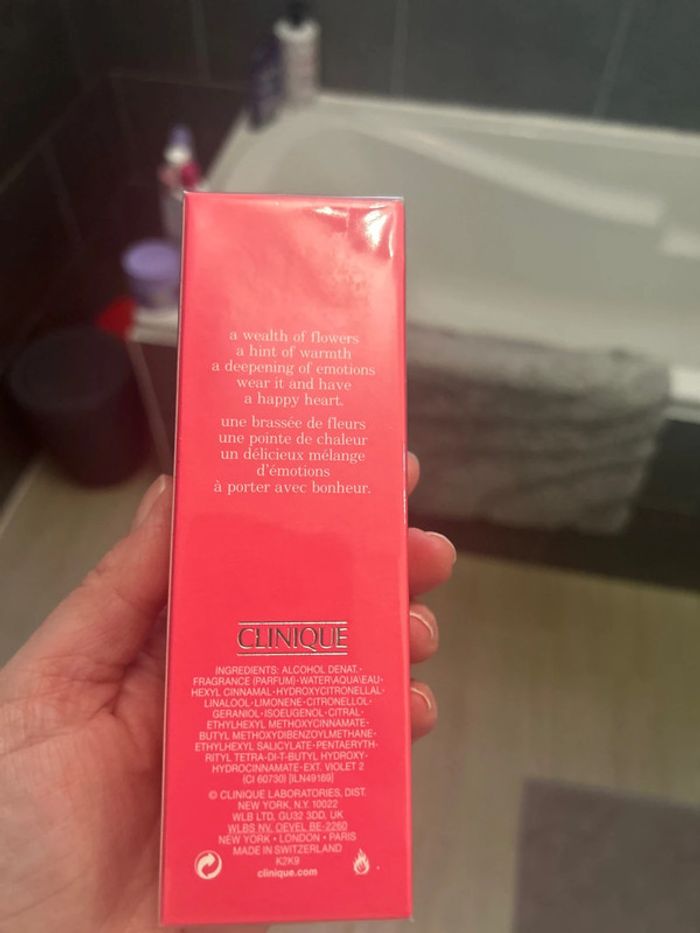 a wealth of flowers
a hint of warmth
a deepening of emotions
wear it and have
a happy heart.
une brassée de fleurs
une pointe de chaleur
un délicieux mélange
d'émotions
à porter avec bonheur.
CLINIQUE
INGREDIENTS: ALCOHOL DENAT.·
FRAGRANCE (PARFUM)·WATER\AQUA\EAU·
HEXYL CINNAMAL·HYDROXYCITRONELLAL·
LINALOOL·LIMONENE·CITRONELLOL·
GERANIOL·ISOEUGENOL·CITRAL·
ETHYLHEXYL METHOXYCINNAMATE·
BUTYL METHOXYDIBENZOYLMETHANE·
ETHYLHEXYL SALICYLATE·PENTAERYTH-
RITYL TETRA-DI-T-BUTYL HYDROXY-
HYDROCINNAMATE·EXT. VIOLET 2
(CI 60730) [ILN49169]
© CLINIQUE LABORATORIES, DIST.
NEW YORK, N.Y. 10022
WLB LTD, GU32 3DD, UK
WLBS NV, OEVEL BE-2260
NEW YORK · LONDON · PARIS
MADE IN SWITZERLAND
K2K9
clinique.com